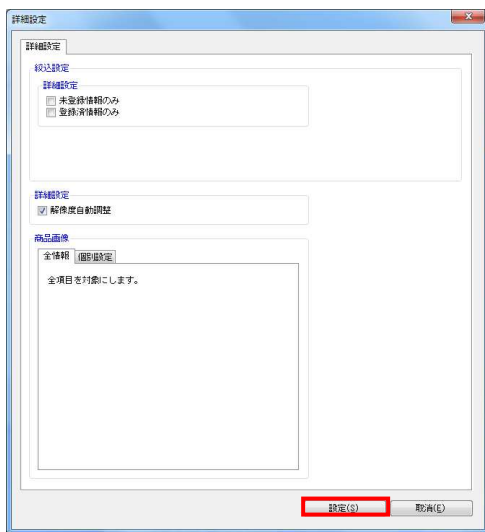 詳細設定
詳細設定
絞込設定
詳細設定
未登録情報のみ
登録済情報のみ
詳細設定
解像度自動調整
商品画像
全情報 個別設定
全項目を対象にします。
設定(S) 取消(E)